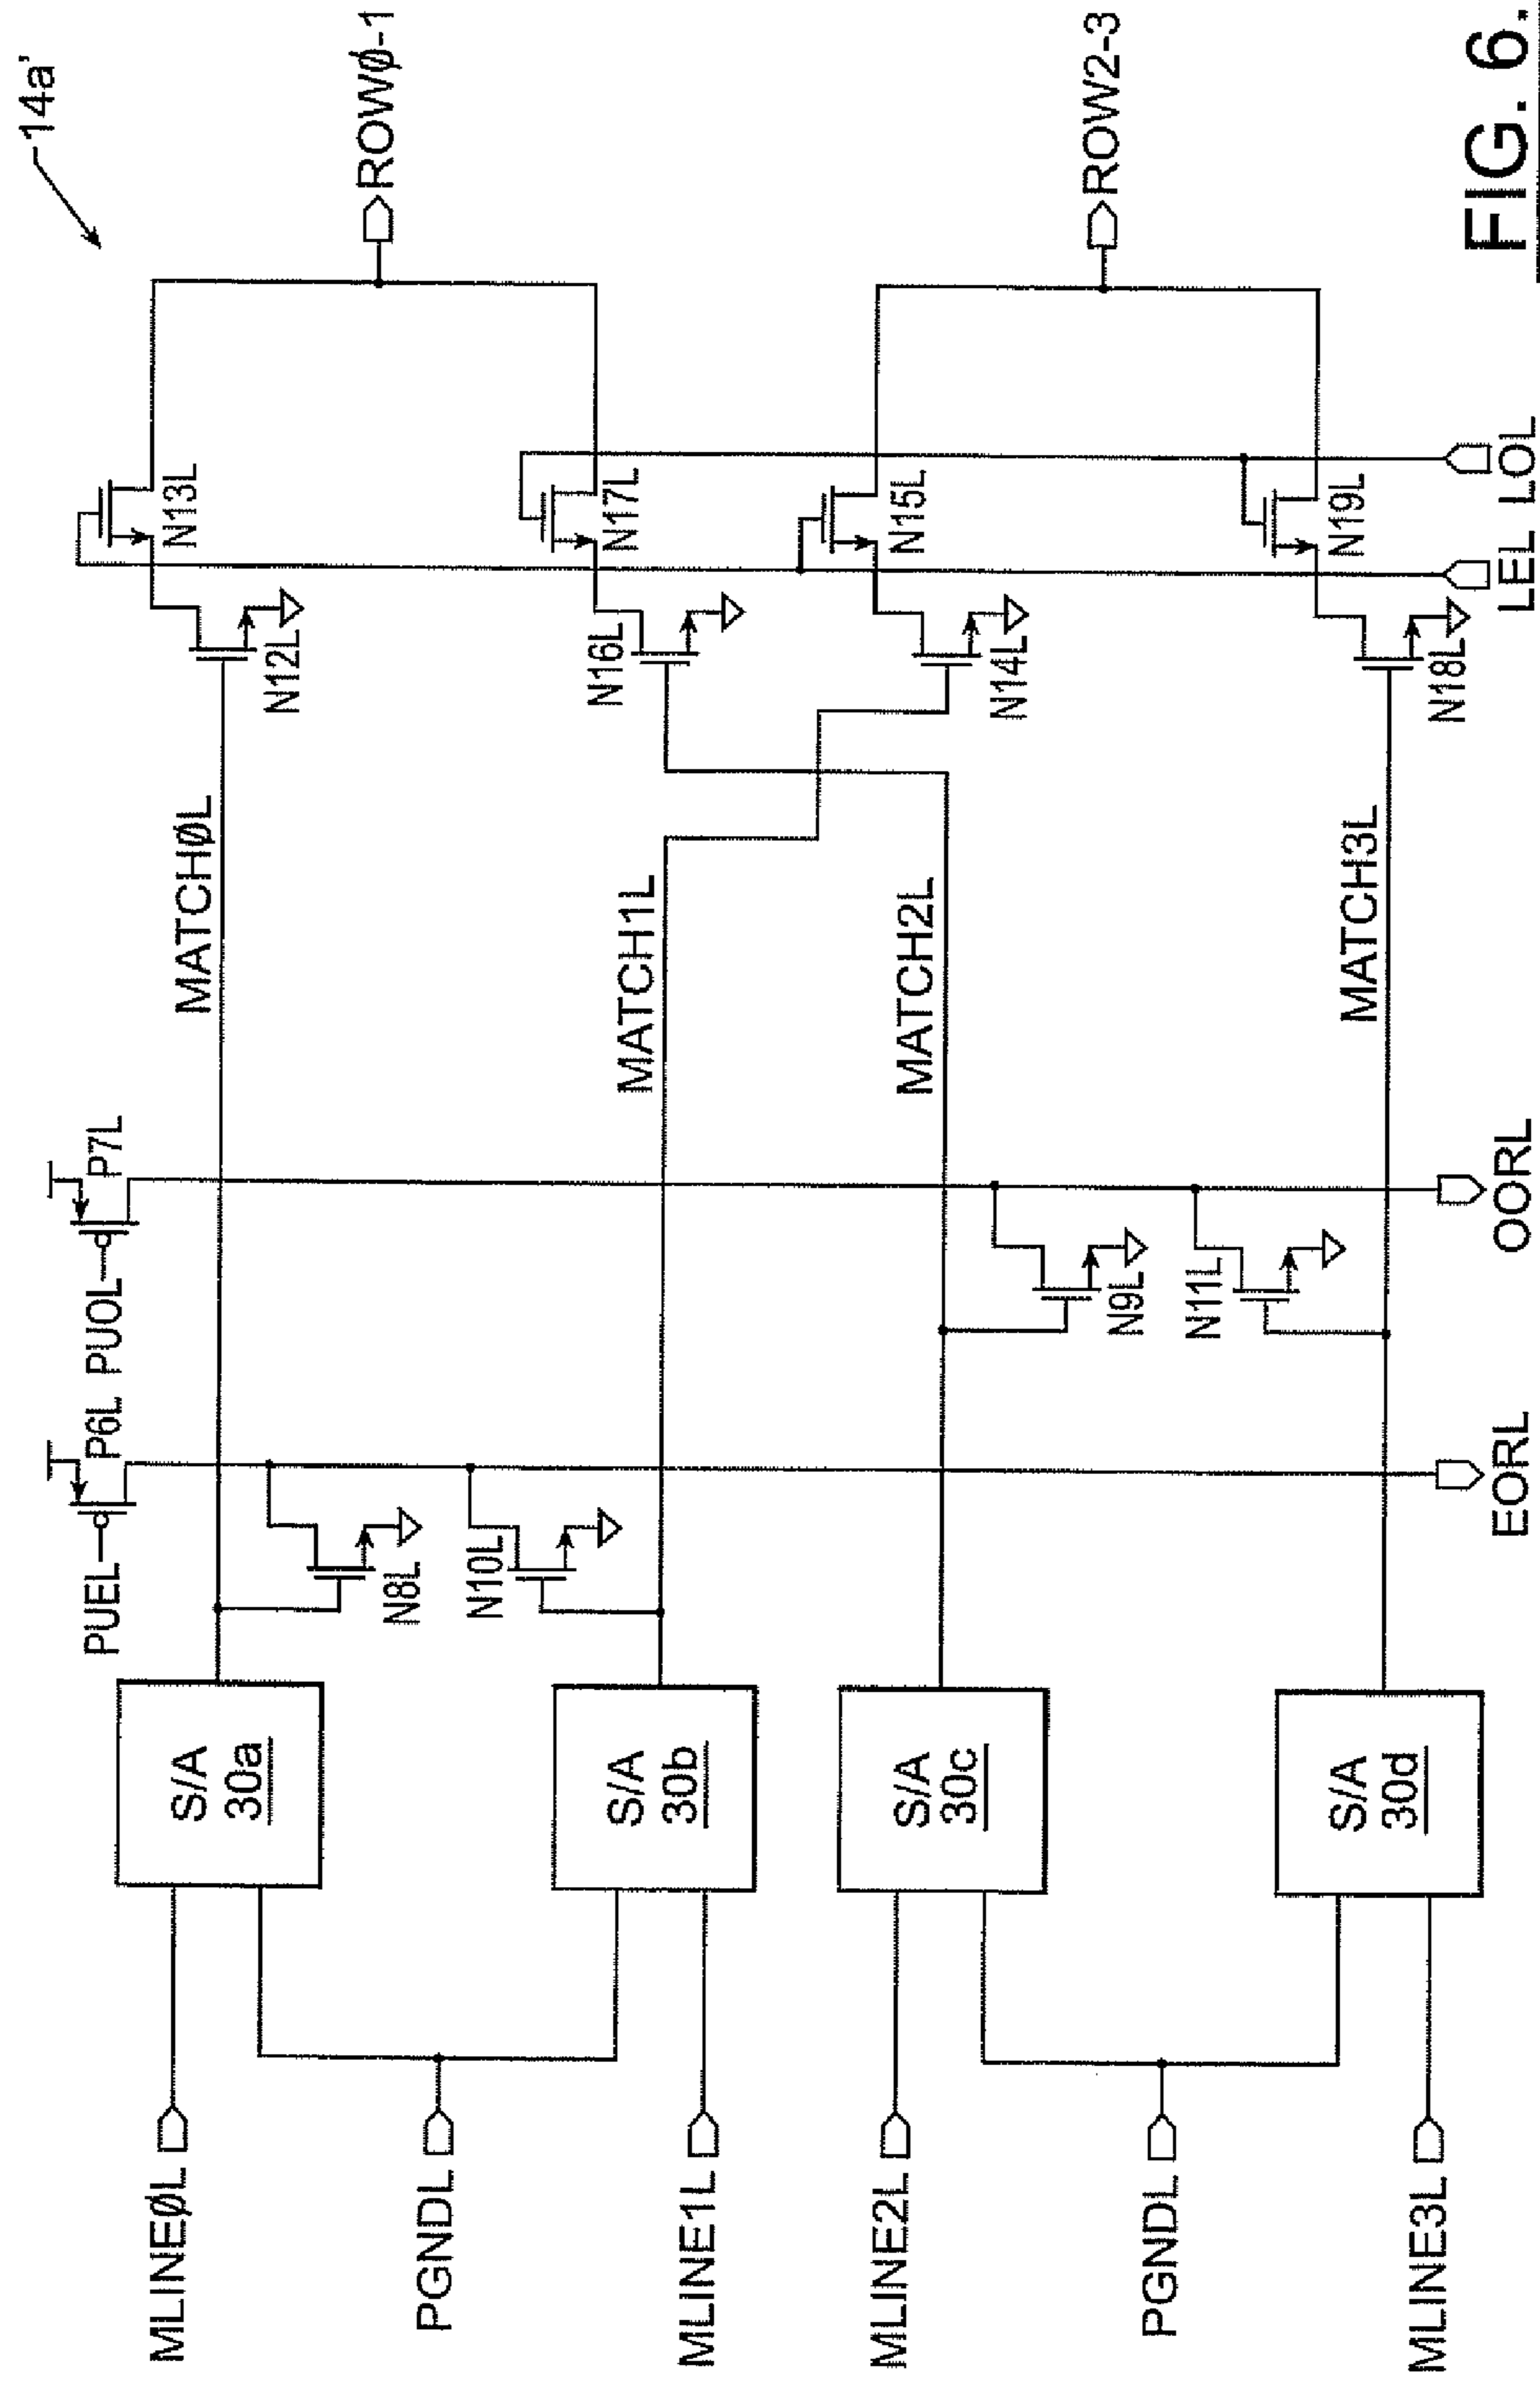 14a'
PUEL
P6L
PUOL
P7L
MLINEØL
S/A
30a
N8L
MATCHØL
N12L
N13L
ROWØ-1
PGNDL
N10L
MLINE1L
S/A
30b
MATCH1L
N16L
N17L
MLINE2L
S/A
30c
MATCH2L
N14L
N15L
ROW2-3
PGNDL
N9L
N11L
MLINE3L
S/A
30d
MATCH3L
N18L
N19L
EORL
OORL
LEL
LOL
FIG. 6.